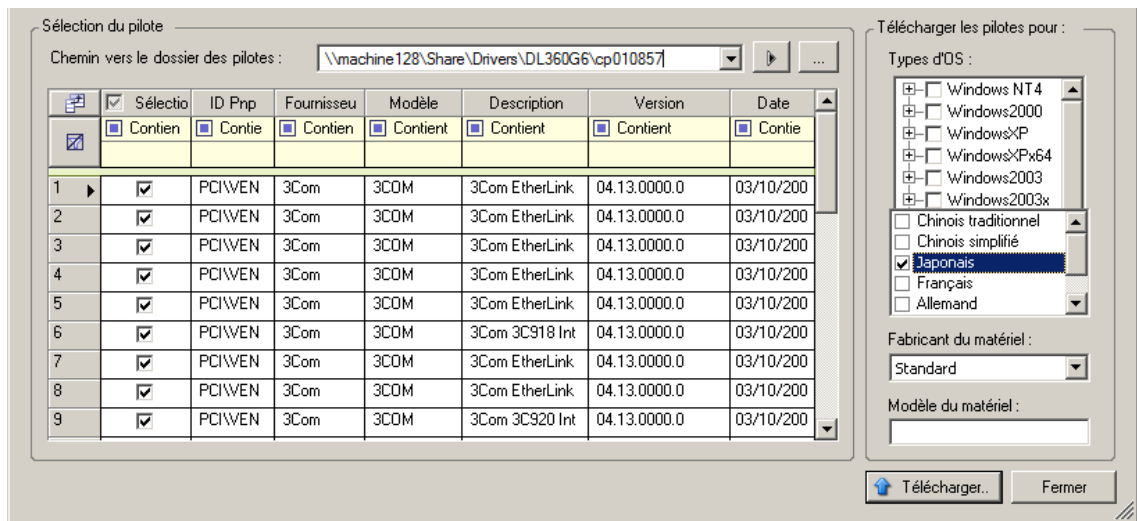 Sélection du pilote
Chemin vers le dossier des pilotes : \\machine128\Share\Drivers\DL360G6\cp010857 ...
Sélectio ID Pnp Fournisseu Modèle Description Version Date
Contien Contie Contien Contient Contient Contient Contie
1 PCI\VEN 3Com 3COM 3Com EtherLink 04.13.0000.0 03/10/200
2 PCI\VEN 3Com 3COM 3Com EtherLink 04.13.0000.0 03/10/200
3 PCI\VEN 3Com 3COM 3Com EtherLink 04.13.0000.0 03/10/200
4 PCI\VEN 3Com 3COM 3Com EtherLink 04.13.0000.0 03/10/200
5 PCI\VEN 3Com 3COM 3Com EtherLink 04.13.0000.0 03/10/200
6 PCI\VEN 3Com 3COM 3Com 3C918 Int 04.13.0000.0 03/10/200
7 PCI\VEN 3Com 3COM 3Com EtherLink 04.13.0000.0 03/10/200
8 PCI\VEN 3Com 3COM 3Com EtherLink 04.13.0000.0 03/10/200
9 PCI\VEN 3Com 3COM 3Com 3C920 Int 04.13.0000.0 03/10/200
Télécharger les pilotes pour :
Types d'OS :
Windows NT4
Windows2000
WindowsXP
WindowsXPx64
Windows2003
Windows2003x
Chinois traditionnel
Chinois simplifié
Japonais
Français
Allemand
Fabricant du matériel :
Standard
Modèle du matériel :
Télécharger.. Fermer